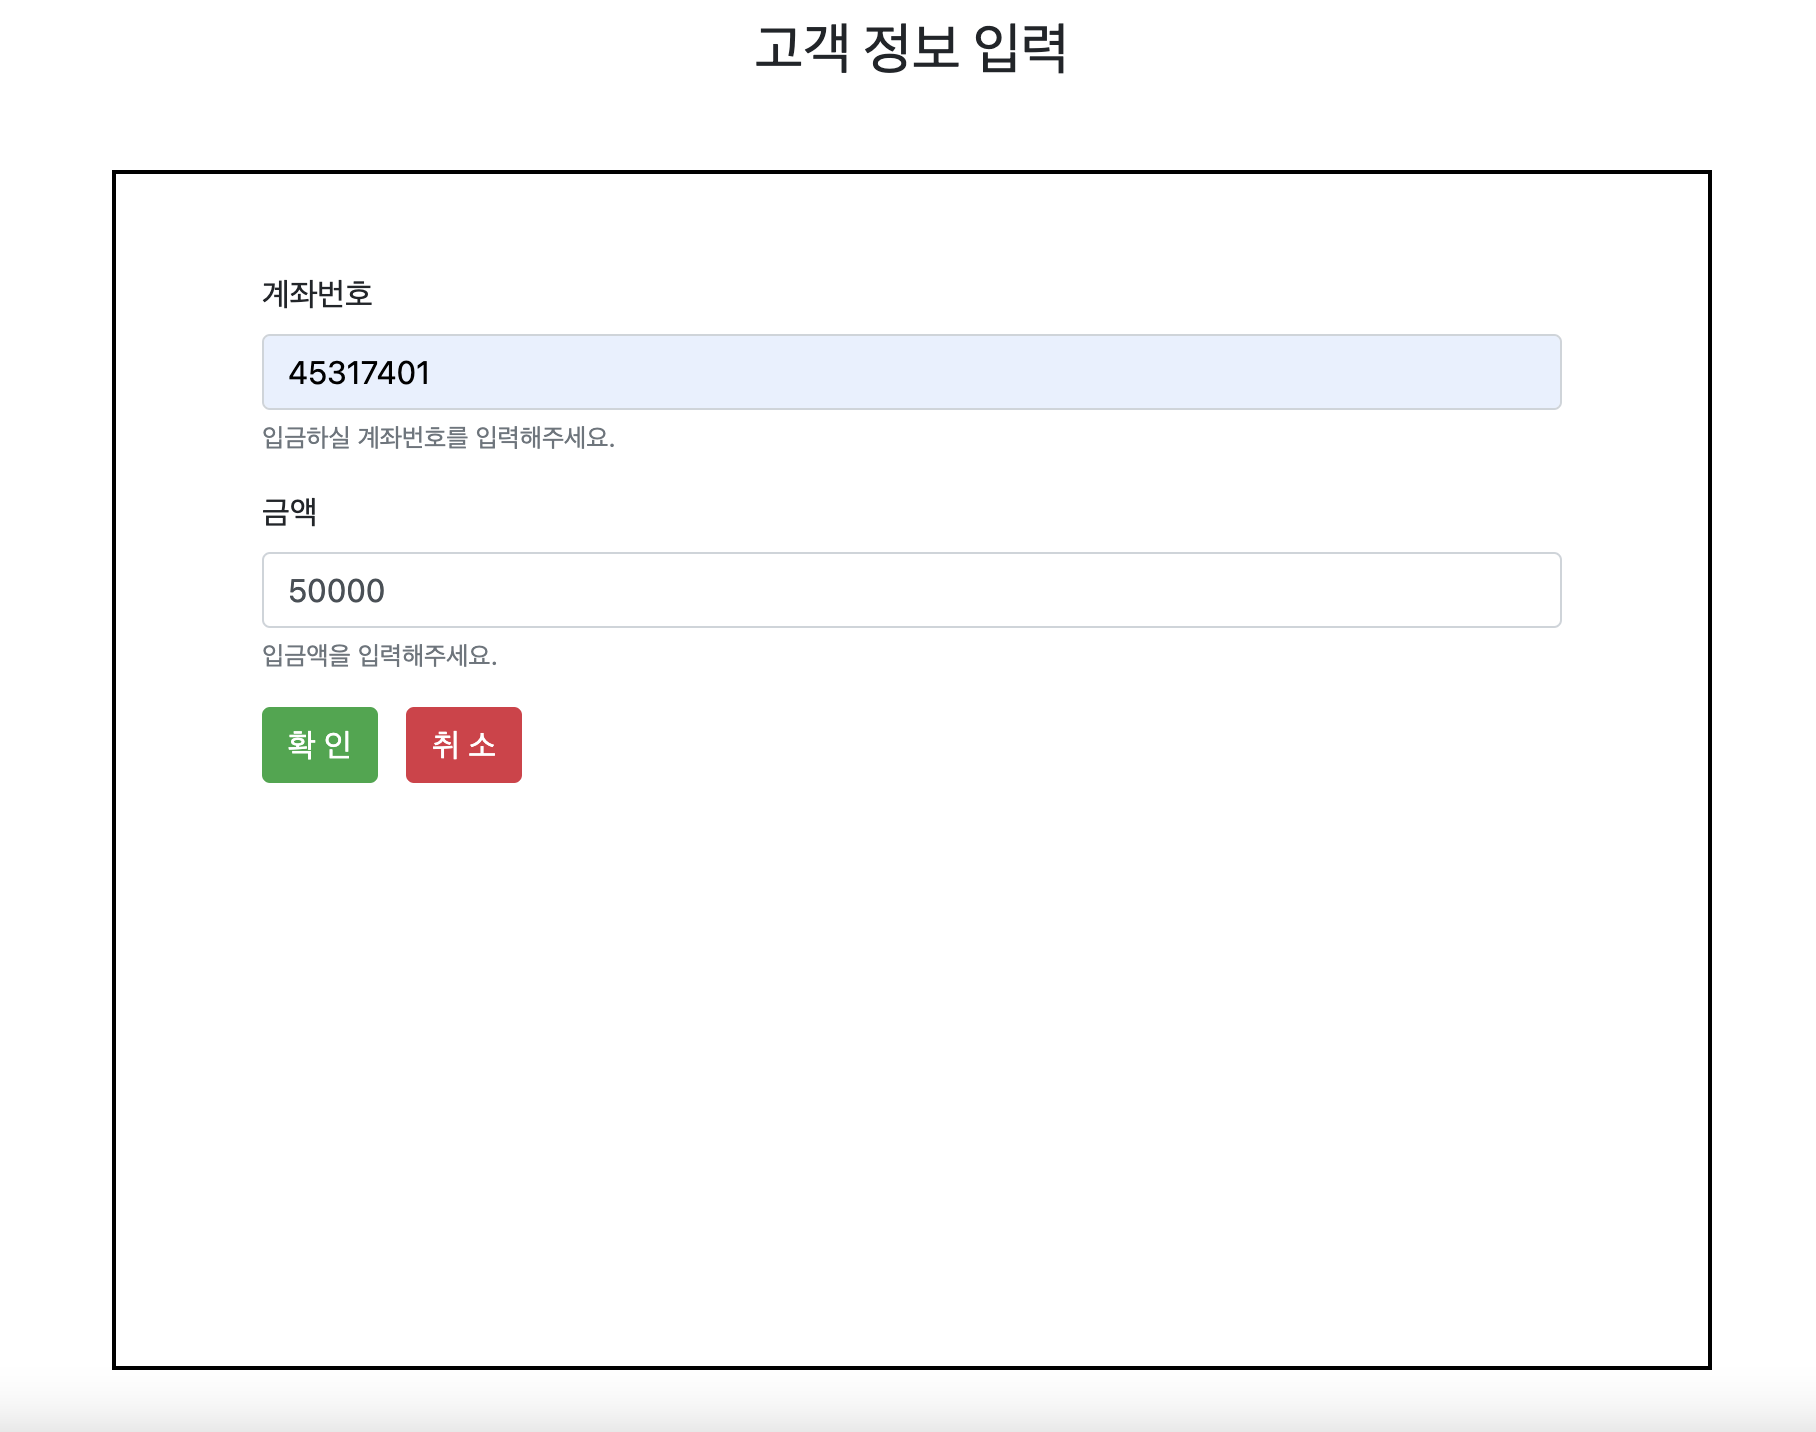 고객 정보 입력
계좌번호
45317401
입금하실 계좌번호를 입력해주세요.
금액
50000
입금액을 입력해주세요.
확 인 취 소